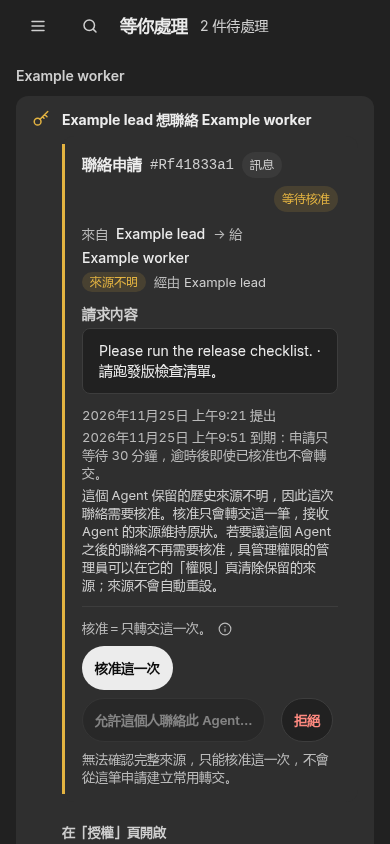 等你處理 2 件待處理
Example worker
Example lead 想聯絡 Example worker
聯絡申請 #Rf41833a1 訊息
等待核准
來自 Example lead → 給
Example worker
來源不明 經由 Example lead
請求內容
Please run the release checklist. ·
請跑發版檢查清單。
2026年11月25日 上午9:21 提出
2026年11月25日 上午9:51 到期：申請只
等待 30 分鐘，逾時後即使已核准也不會轉
交。
這個 Agent 保留的歷史來源不明，因此這次
聯絡需要核准。核准只會轉交這一筆，接收
Agent 的來源維持原狀。若要讓這個 Agent
之後的聯絡不再需要核准，具管理權限的管
理員可以在它的「權限」頁清除保留的來
源；來源不會自動重設。
核准＝只轉交這一次。
核准這一次
允許這個人聯絡此 Agent… 拒絕
無法確認完整來源，只能核准這一次，不會
從這筆申請建立常用轉交。
在「授權」頁開啟